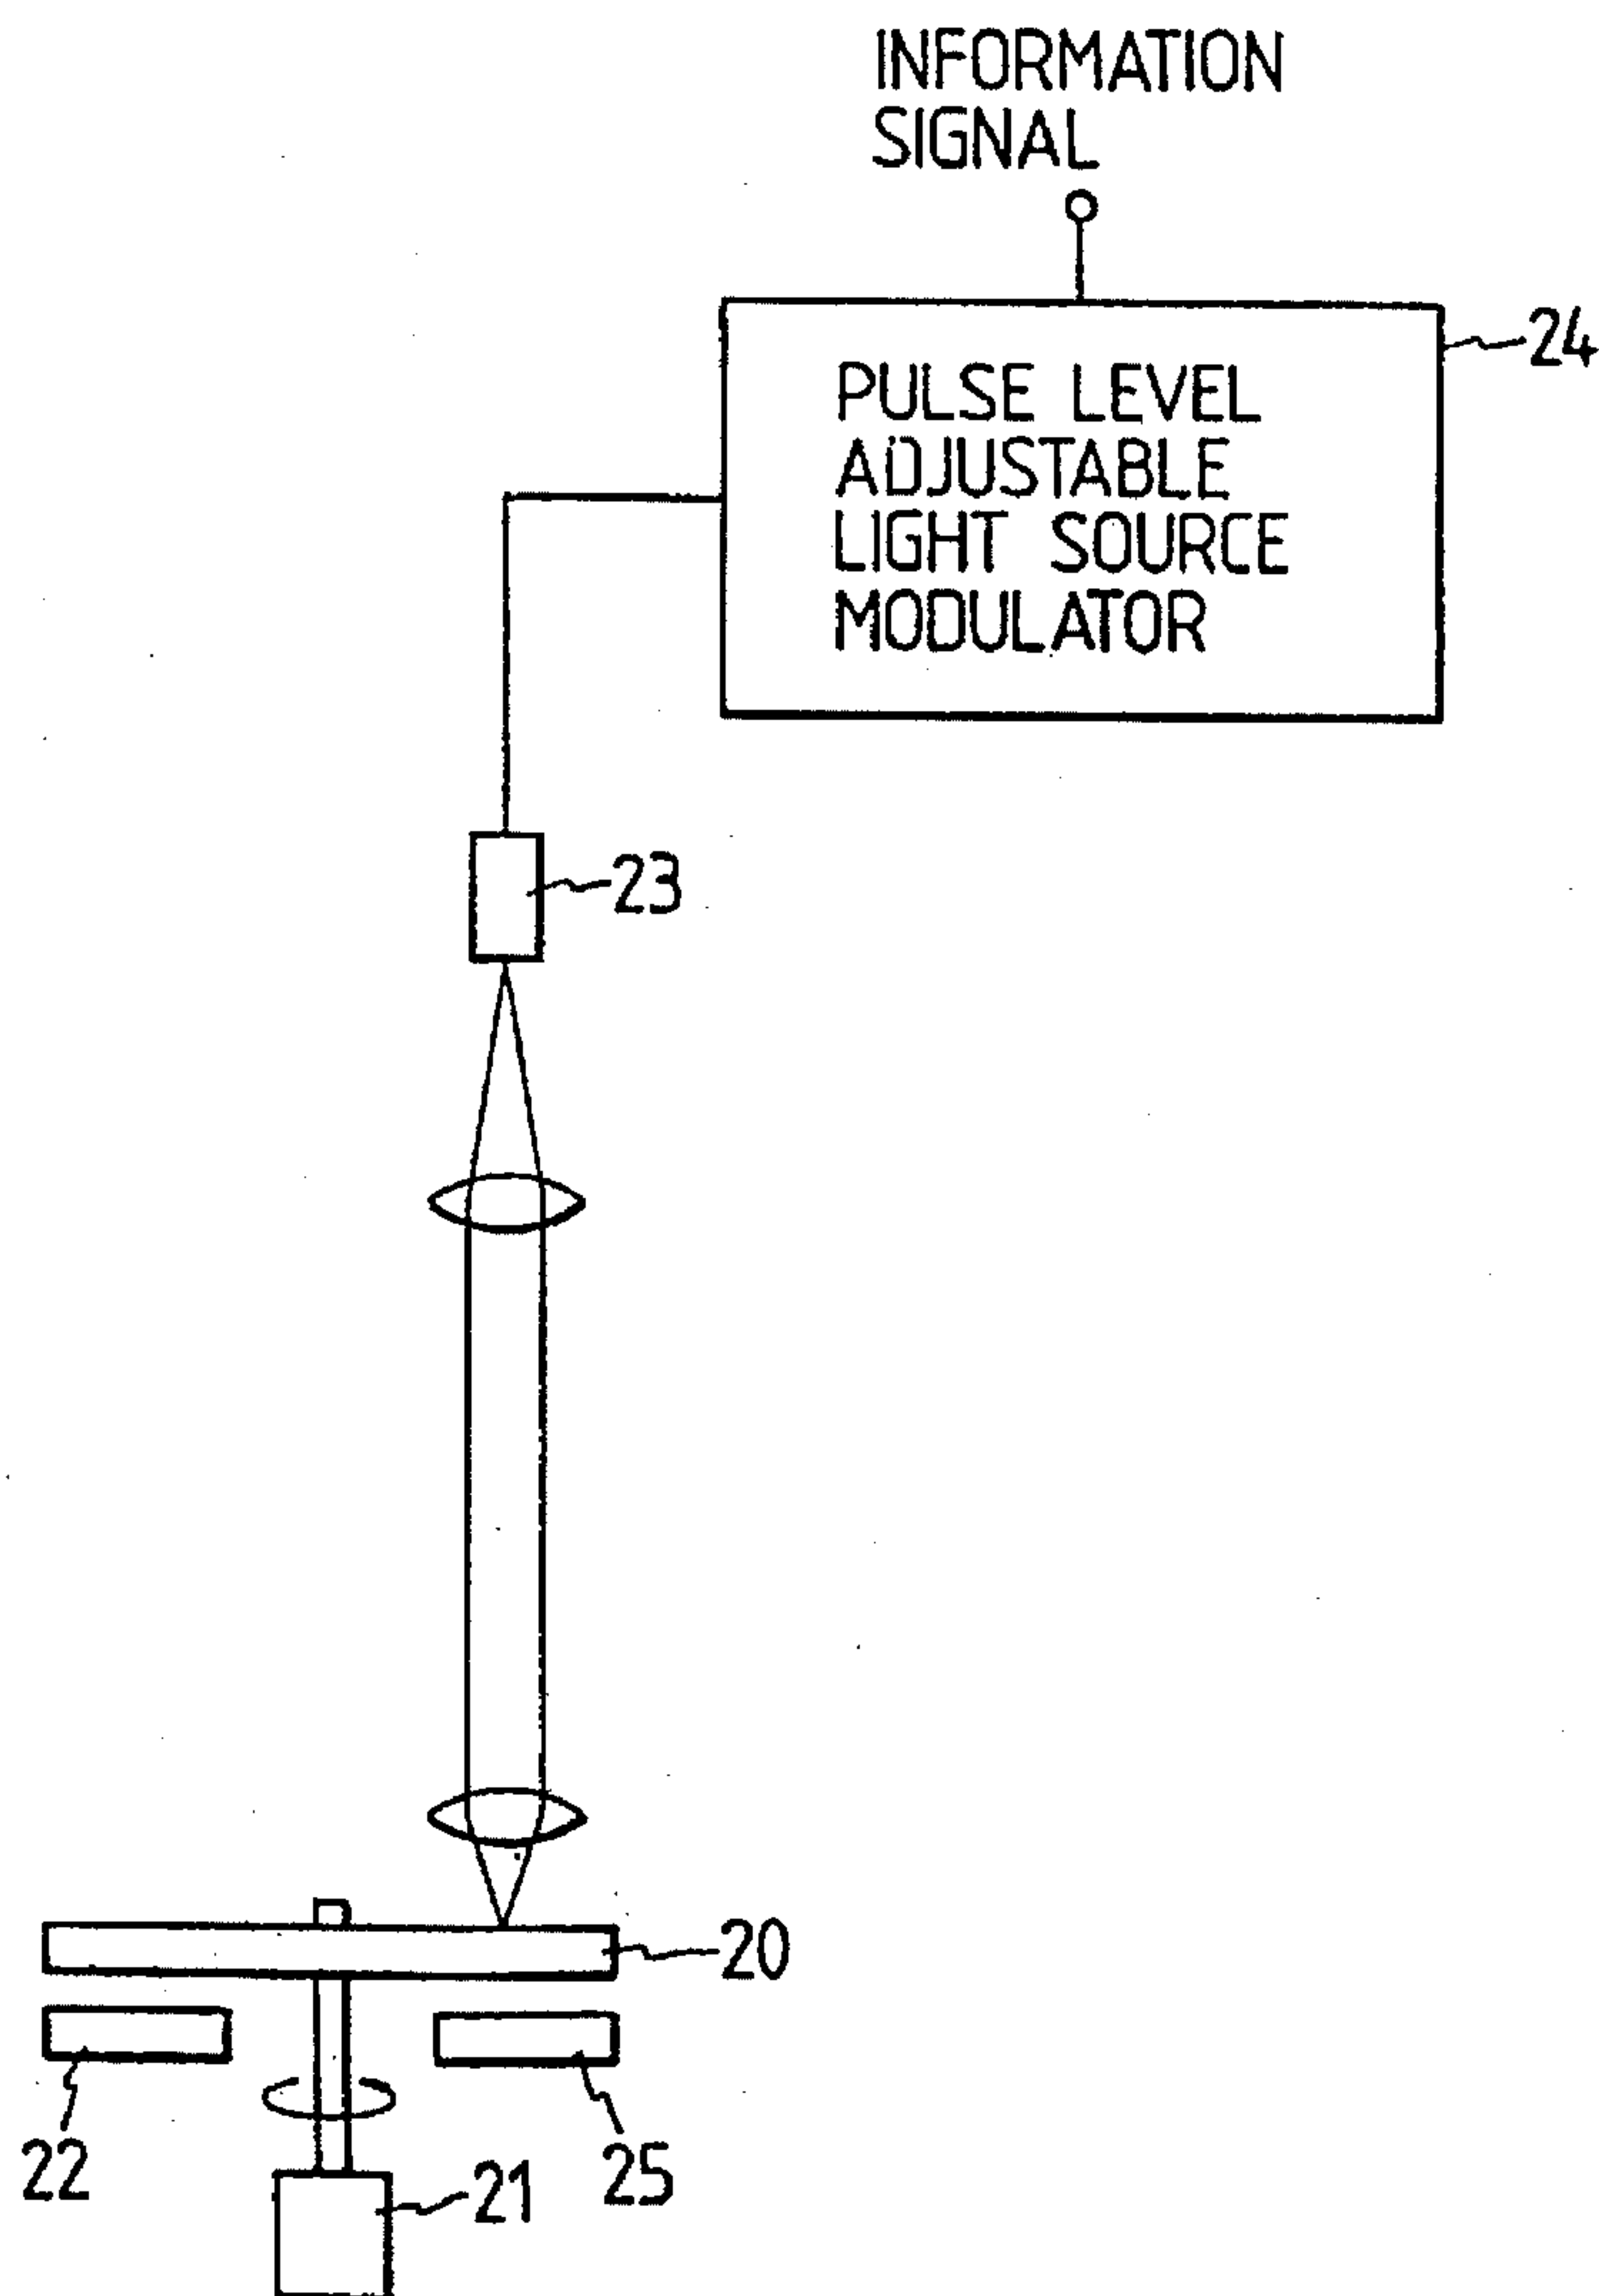 INFORMATION
SIGNAL
24
PULSE LEVEL
ADJUSTABLE
LIGHT SOURCE
MODULATOR
23
20
22
25
21